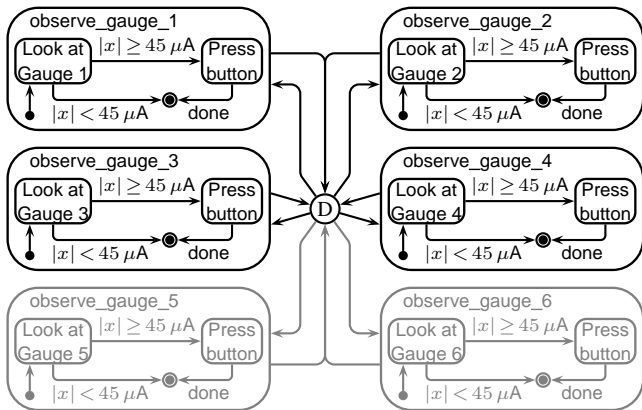 observe_gauge_1
Look at
Gauge 1
|x| ≥ 45 μA
Press
button
|x| < 45 μA
done
observe_gauge_2
Look at
Gauge 2
|x| ≥ 45 μA
Press
button
|x| < 45 μA
done
observe_gauge_3
Look at
Gauge 3
|x| ≥ 45 μA
Press
button
|x| < 45 μA
done
D
observe_gauge_4
Look at
Gauge 4
|x| ≥ 45 μA
Press
button
|x| < 45 μA
done
observe_gauge_5
Look at
Gauge 5
|x| ≥ 45 μA
Press
button
|x| < 45 μA
done
observe_gauge_6
Look at
Gauge 6
|x| ≥ 45 μA
Press
button
|x| < 45 μA
done